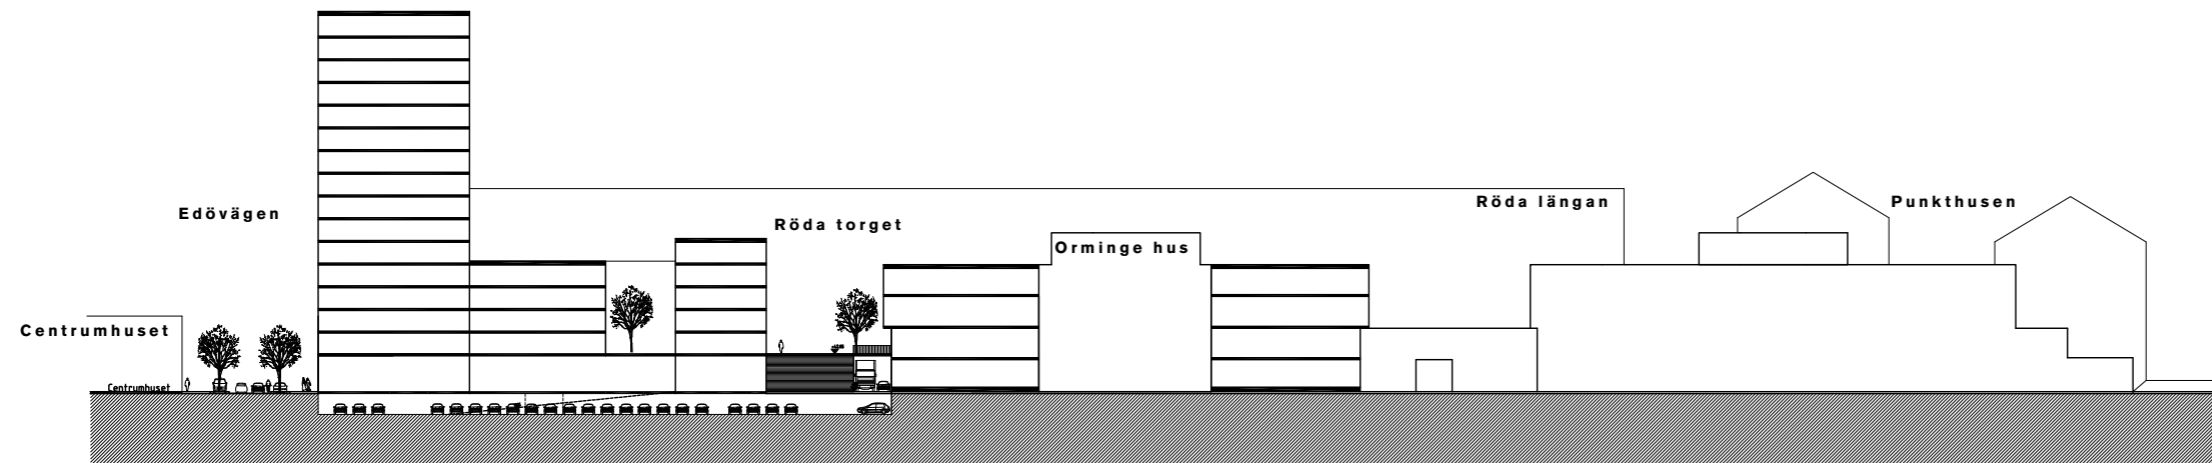 Edövägen
Röda torget
Röda längan
Punkthusen
Orminge hus
Centrumhuset
Centrumhuset